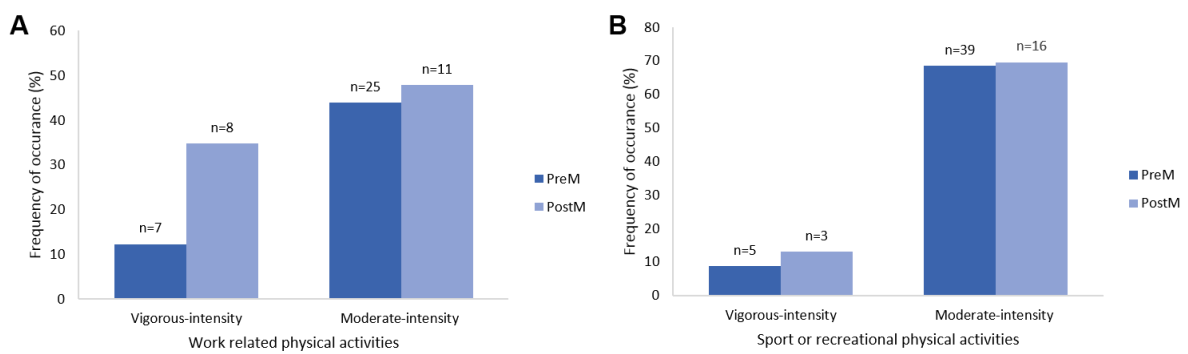 A
60
50
40
30
20
10
0
Frequency of occurance (%)
n=7
n=8
n=25
n=11
Vigorous-intensity
Moderate-intensity
Work related physical activities
PreM
PostM
B
80
70
60
50
40
30
20
10
0
Frequency of occurance (%)
n=5
n=3
n=39
n=16
Vigorous-intensity
Moderate-intensity
Sport or recreational physical activities
PreM
PostM